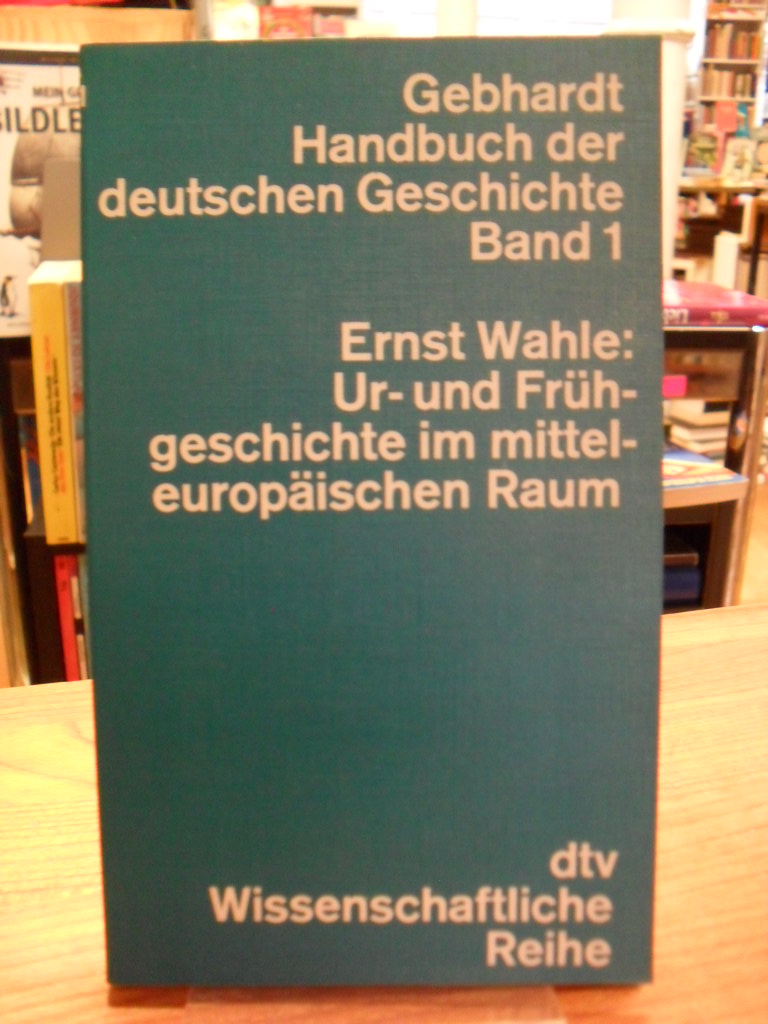 Gebhardt
Handbuch der
deutschen Geschichte
Band 1
Ernst Wahle:
Ur- und Früh-
geschichte im mittel-
europäischen Raum
dtv
Wissenschaftliche
Reihe
MEIN